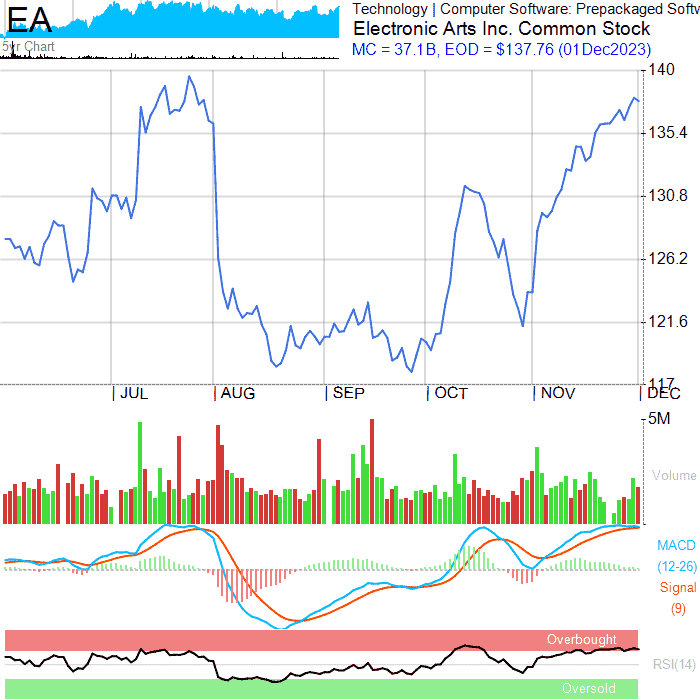 EA
5yr Chart
Technology | Computer Software: Prepackaged Softw
Electronic Arts Inc. Common Stock
MC = 37.1B, EOD = $137.76 (01Dec2023)
140
135.4
130.8
126.2
121.6
117
JUL AUG SEP OCT NOV DEC
5M
Volume
MACD
(12-26)
Signal
(9)
Overbought
RSI(14)
Oversold